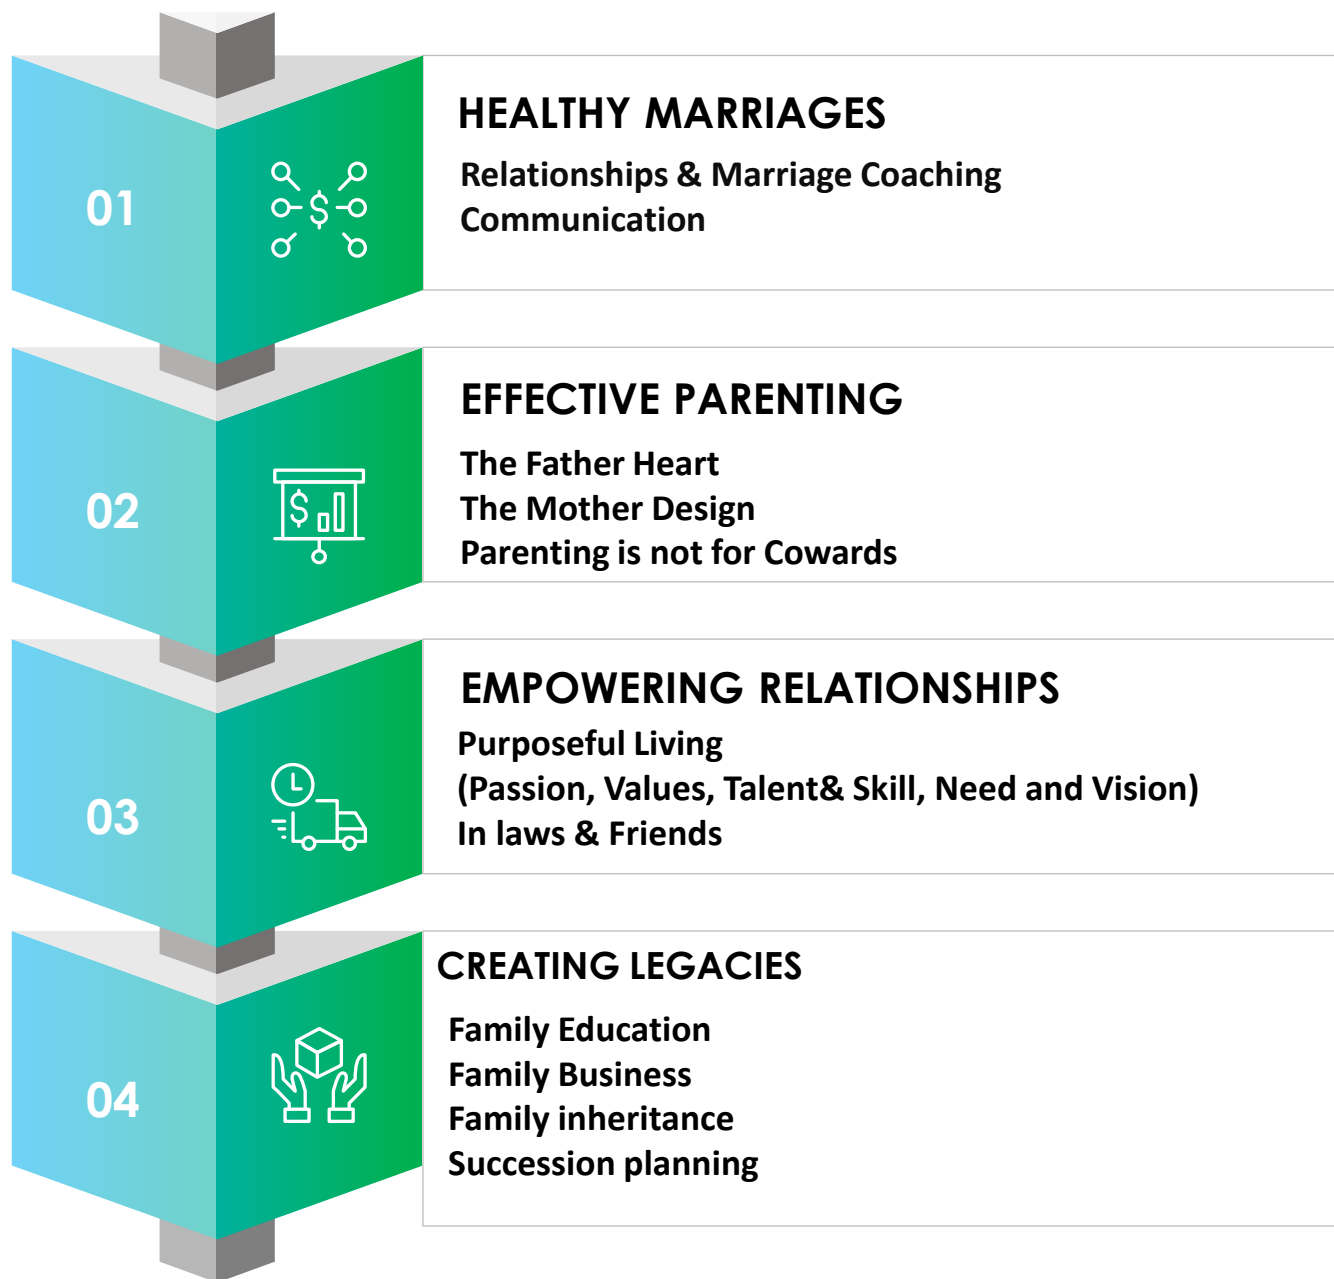 01
HEALTHY MARRIAGES
Relationships & Marriage Coaching
Communication
02
EFFECTIVE PARENTING
The Father Heart
The Mother Design
Parenting is not for Cowards
03
EMPOWERING RELATIONSHIPS
Purposeful Living
(Passion, Values, Talent& Skill, Need and Vision)
In laws & Friends
04
CREATING LEGACIES
Family Education
Family Business
Family inheritance
Succession planning